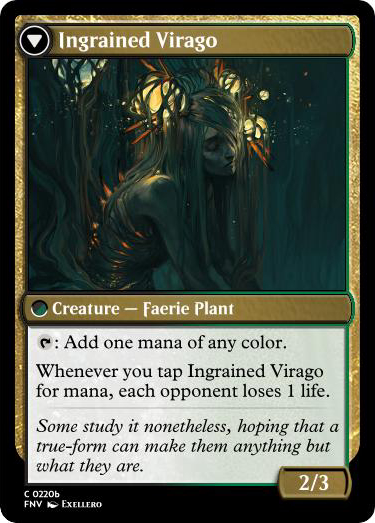 Ingrained Virago
Creature — Faerie Plant
: Add one mana of any color.
Whenever you tap Ingrained Virago
for mana, each opponent loses 1 life.
Some study it nonetheless, hoping that a
true-form can make them anything but
what they are.
2/3
C 0220b
FNV Exellero